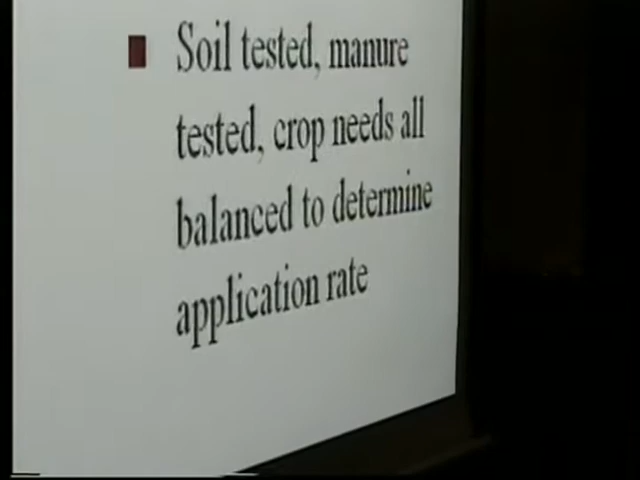 Soil tested, manure
tested, crop needs all
balanced to determine
application rate